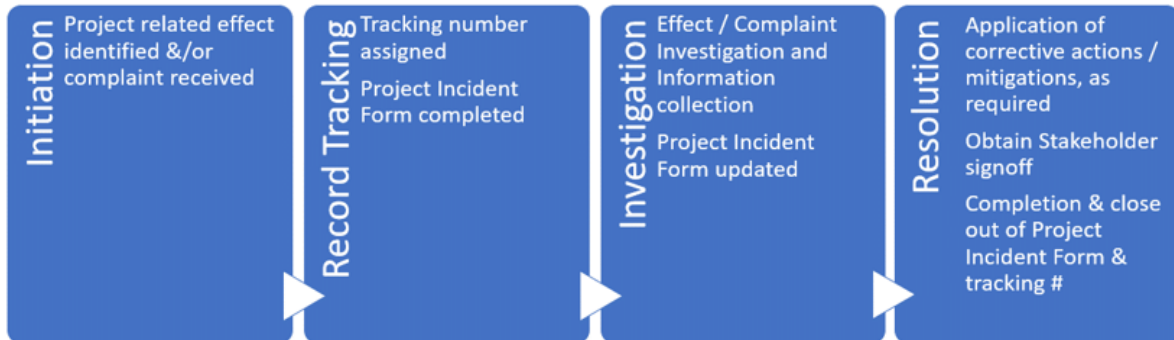 Initiation
Project related effect
identified &/or
complaint received
Record Tracking
Tracking number
assigned
Project Incident
Form completed
Investigation
Effect / Complaint
Investigation and
Information
collection
Project Incident
Form updated
Resolution
Application of
corrective actions /
mitigations, as
required
Obtain Stakeholder
signoff
Completion & close
out of Project
Incident Form &
tracking #